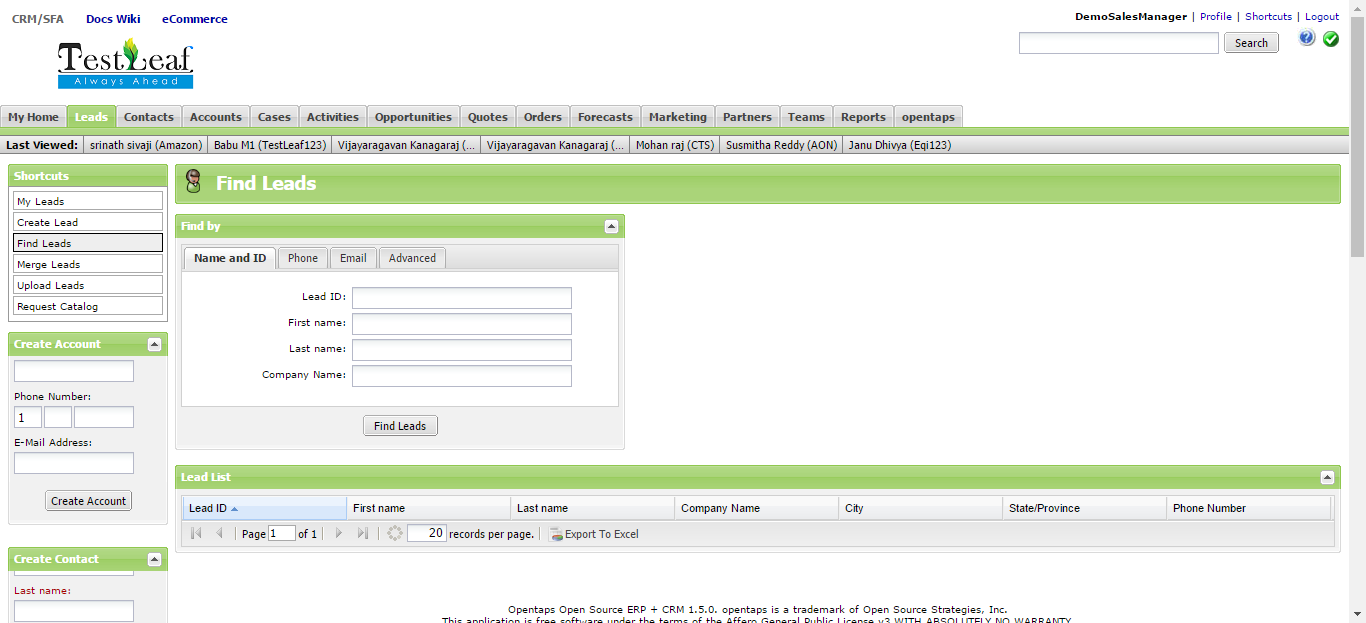 CRM/SFA Docs Wiki eCommerce
DemoSalesManager | Profile | Shortcuts | Logout
Search
TestLeaf
Always Ahead
My Home Leads Contacts Accounts Cases Activities Opportunities Quotes Orders Forecasts Marketing Partners Teams Reports opentaps
Last Viewed: srinath sivaji (Amazon) Babu M1 (TestLeaf123) Vijayaragavan Kanagaraj (... Vijayaragavan Kanagaraj (... Mohan raj (CTS) Susmitha Reddy (AON) Janu Dhivya (Eqi123)
Shortcuts
My Leads
Create Lead
Find Leads
Merge Leads
Upload Leads
Request Catalog
Create Account
Phone Number:
1
E-Mail Address:
Create Account
Create Contact
Last name:
Find Leads
Find by
Name and ID Phone Email Advanced
Lead ID:
First name:
Last name:
Company Name:
Find Leads
Lead List
Lead ID First name Last name Company Name City State/Province Phone Number
Page 1 of 1 20 records per page. Export To Excel
Opentaps Open Source ERP + CRM 1.5.0. opentaps is a trademark of Open Source Strategies, Inc.
This application is free software under the terms of the Affero General Public License v3 WITH ABSOLUTELY NO WARRANTY